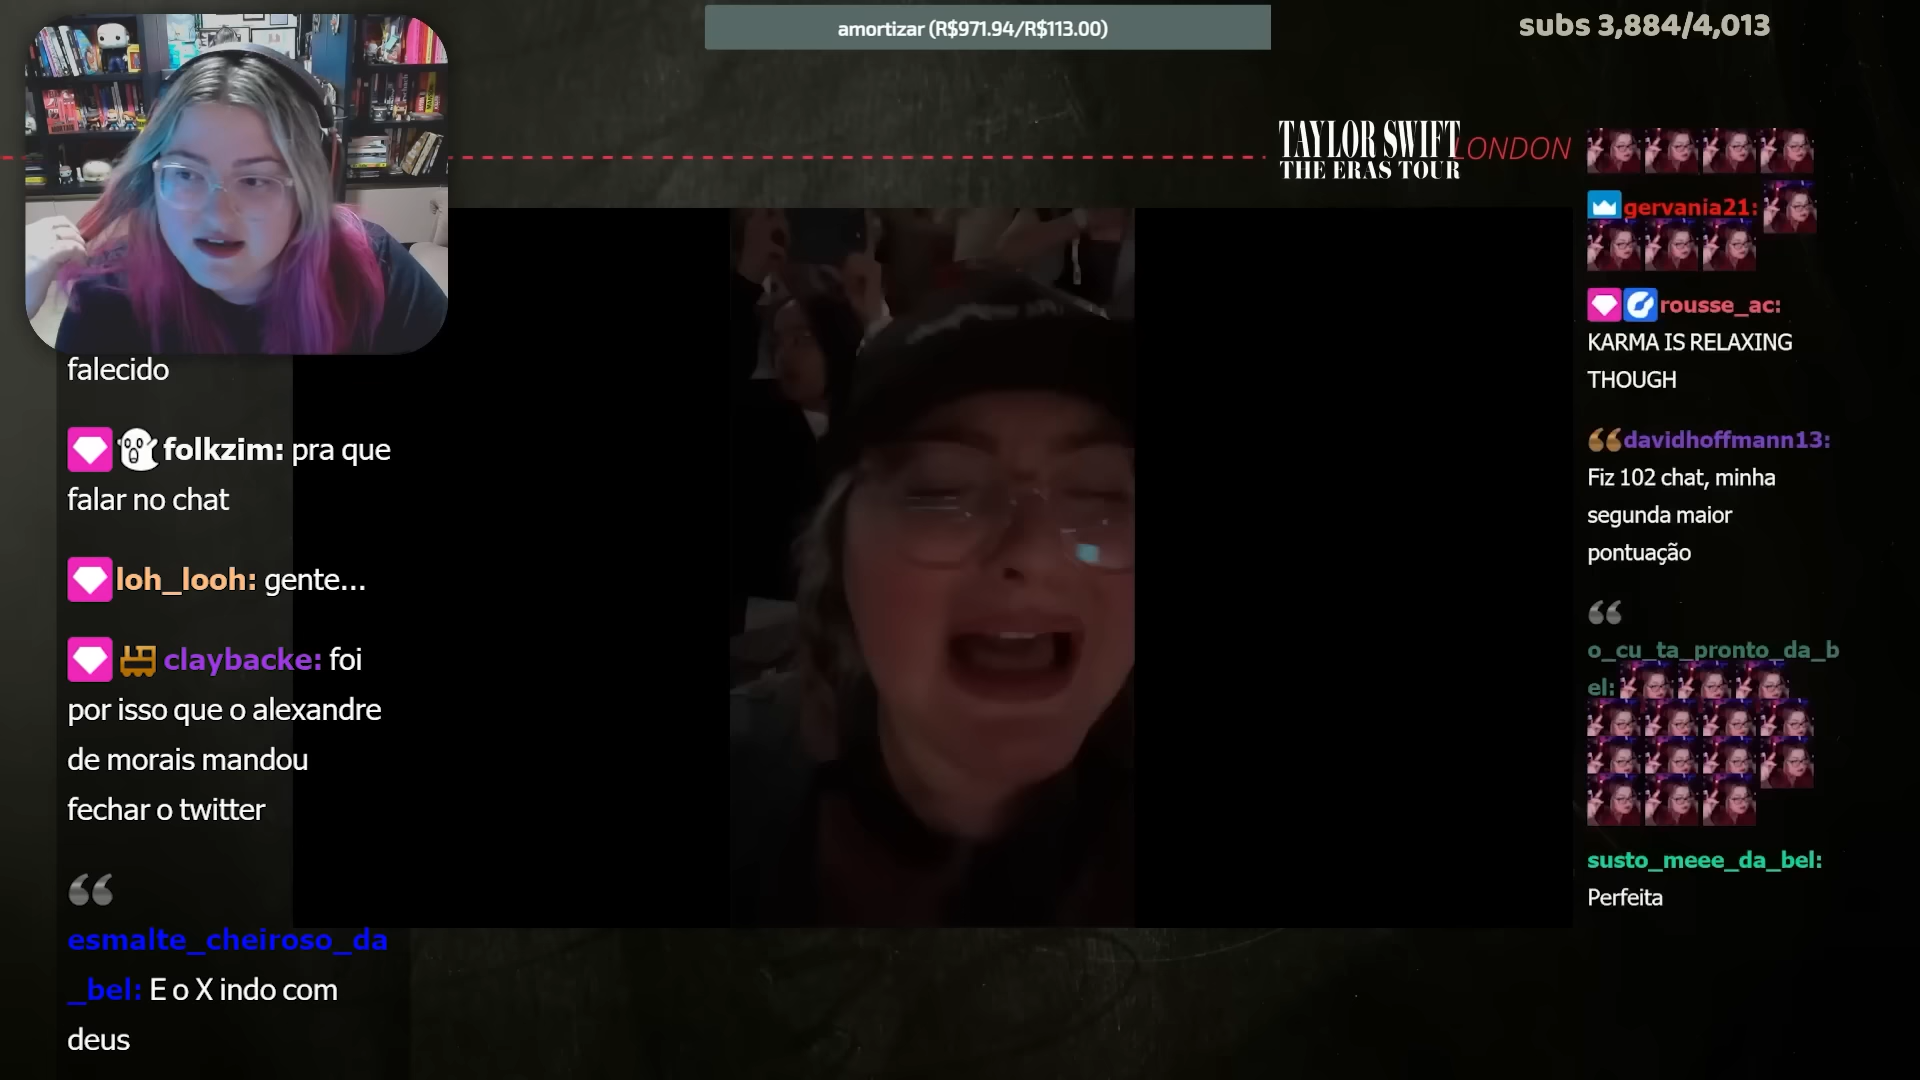 amortizar (R$971.94/R$113.00)
subs 3,884/4,013
TAYLOR SWIFT
THE ERAS TOUR
LONDON
falecido
folkzim: pra que
falar no chat
loh_looh: gente...
claybacke: foi
por isso que o alexandre
de morais mandou
fechar o twitter
esmalte_cheiroso_da
_bel: E o X indo com
deus
gervania21:
rousse_ac:
KARMA IS RELAXING
THOUGH
davidhoffmann13:
Fiz 102 chat, minha
segunda maior
pontuação
o_cu_ta_pronto_da_b
el:
susto_meee_da_bel:
Perfeita